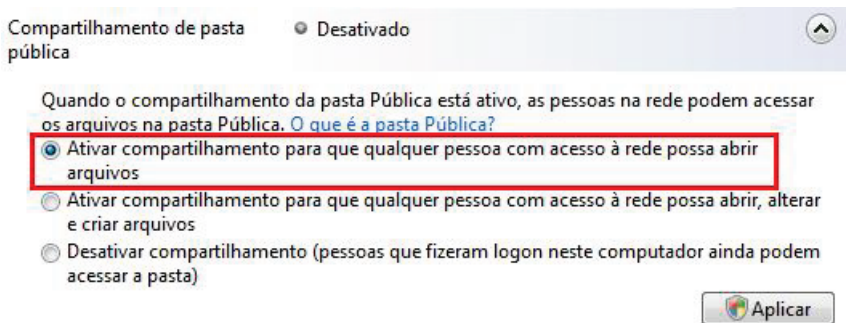 Compartilhamento de pasta
pública
Desativado
Quando o compartilhamento da pasta Pública está ativo, as pessoas na rede podem acessar
os arquivos na pasta Pública. O que é a pasta Pública?
Ativar compartilhamento para que qualquer pessoa com acesso à rede possa abrir
arquivos
Ativar compartilhamento para que qualquer pessoa com acesso à rede possa abrir, alterar
e criar arquivos
Desativar compartilhamento (pessoas que fizeram logon neste computador ainda podem
acessar a pasta)
Aplicar